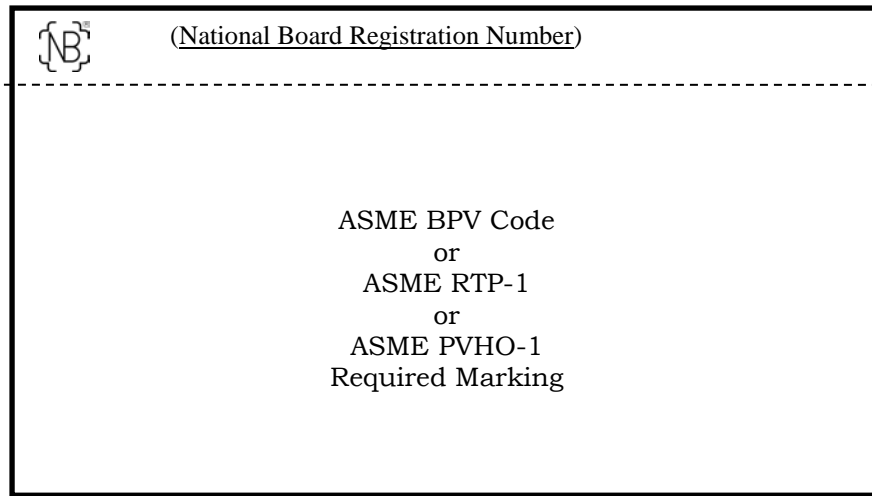 NB® (National Board Registration Number)
ASME BPV Code
or
ASME RTP-1
or
ASME PVHO-1
Required Marking